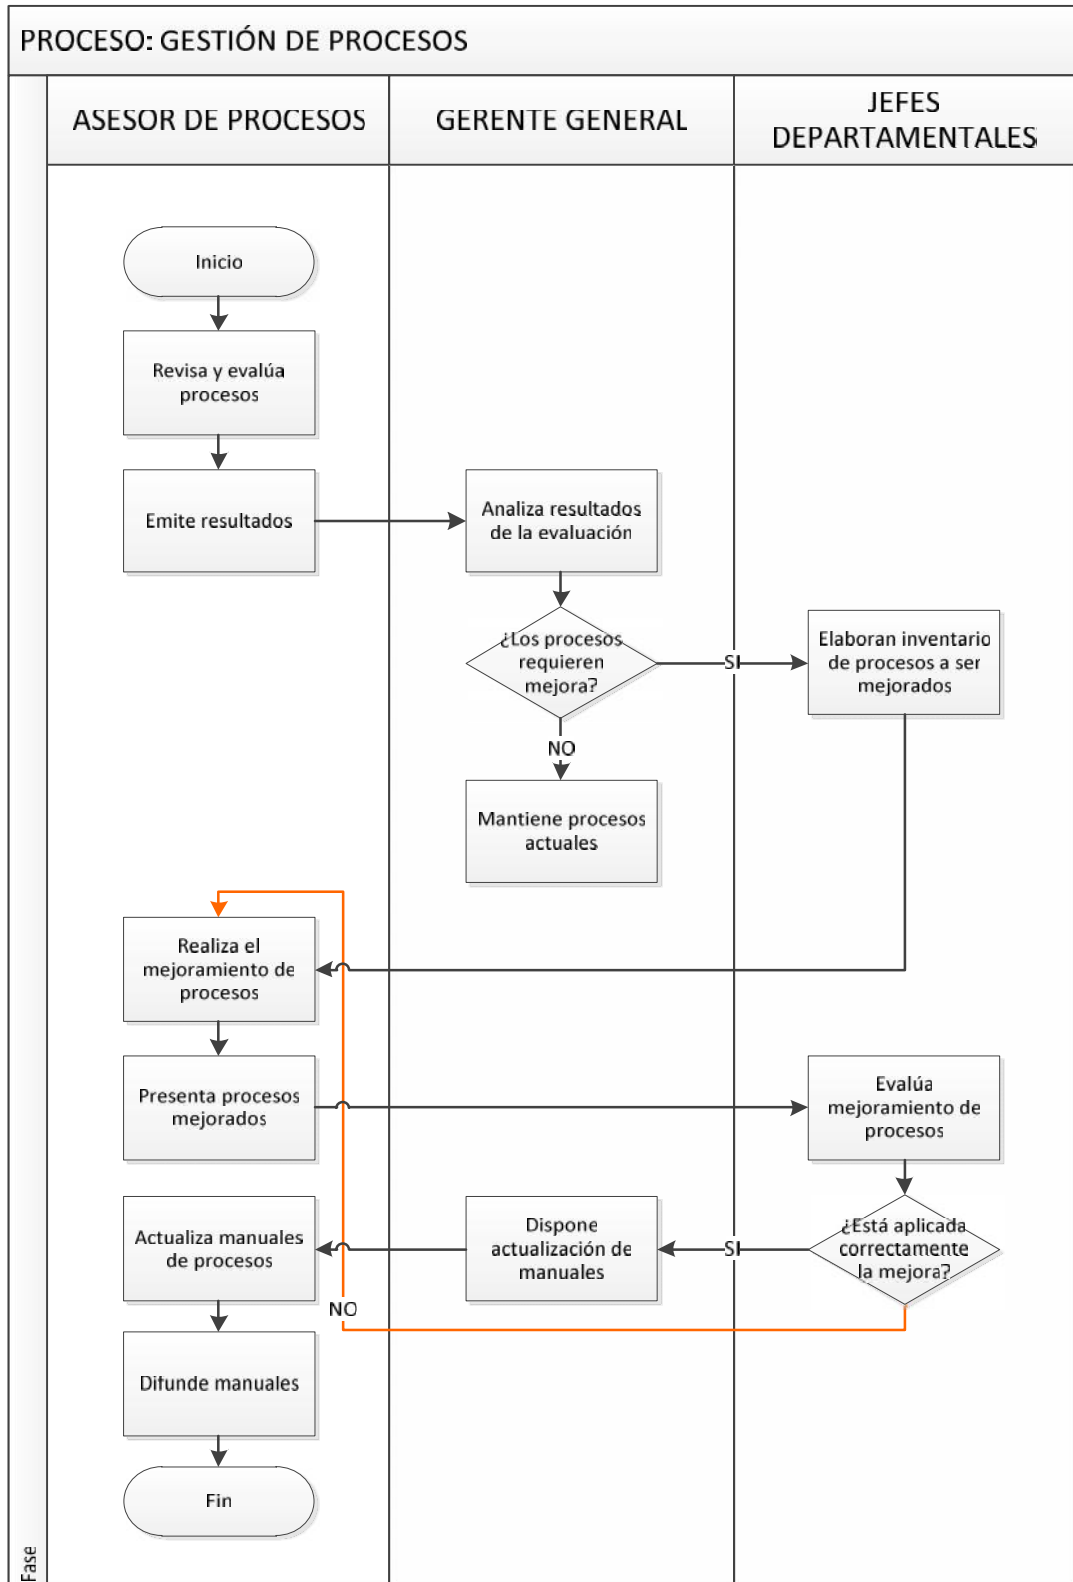 PROCESO: GESTIÓN DE PROCESOS
ASESOR DE PROCESOS
GERENTE GENERAL
JEFES
DEPARTAMENTALES
Inicio
Revisa y evalúa
procesos
Emite resultados
Analiza resultados
de la evaluación
¿Los procesos
requieren
mejora?
SI
Elaboran inventario
de procesos a ser
mejorados
NO
Mantiene procesos
actuales
Realiza el
mejoramiento de
procesos
Presenta procesos
mejorados
Evalúa
mejoramiento de
procesos
¿Está aplicada
correctamente
la mejora?
SI
Dispone
actualización de
manuales
Actualiza manuales
de procesos
NO
Difunde manuales
Fin
Fase